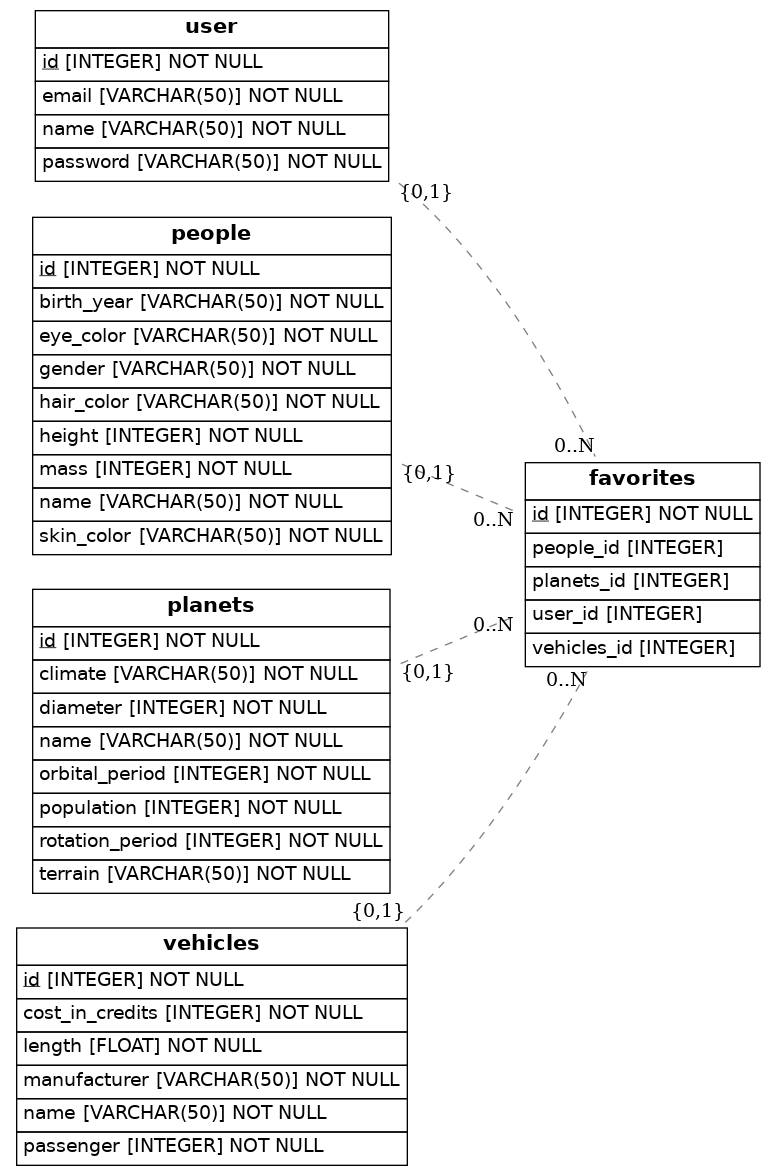 user
id [INTEGER] NOT NULL
email [VARCHAR(50)] NOT NULL
name [VARCHAR(50)] NOT NULL
password [VARCHAR(50)] NOT NULL
{0,1}
people
id [INTEGER] NOT NULL
birth_year [VARCHAR(50)] NOT NULL
eye_color [VARCHAR(50)] NOT NULL
gender [VARCHAR(50)] NOT NULL
hair_color [VARCHAR(50)] NOT NULL
height [INTEGER] NOT NULL
mass [INTEGER] NOT NULL
name [VARCHAR(50)] NOT NULL
skin_color [VARCHAR(50)] NOT NULL
{0,1}
0..N
0..N
favorites
id [INTEGER] NOT NULL
people_id [INTEGER]
planets_id [INTEGER]
user_id [INTEGER]
vehicles_id [INTEGER]
0..N
0..N
planets
id [INTEGER] NOT NULL
climate [VARCHAR(50)] NOT NULL
diameter [INTEGER] NOT NULL
name [VARCHAR(50)] NOT NULL
orbital_period [INTEGER] NOT NULL
population [INTEGER] NOT NULL
rotation_period [INTEGER] NOT NULL
terrain [VARCHAR(50)] NOT NULL
{0,1}
{0,1}
vehicles
id [INTEGER] NOT NULL
cost_in_credits [INTEGER] NOT NULL
length [FLOAT] NOT NULL
manufacturer [VARCHAR(50)] NOT NULL
name [VARCHAR(50)] NOT NULL
passenger [INTEGER] NOT NULL